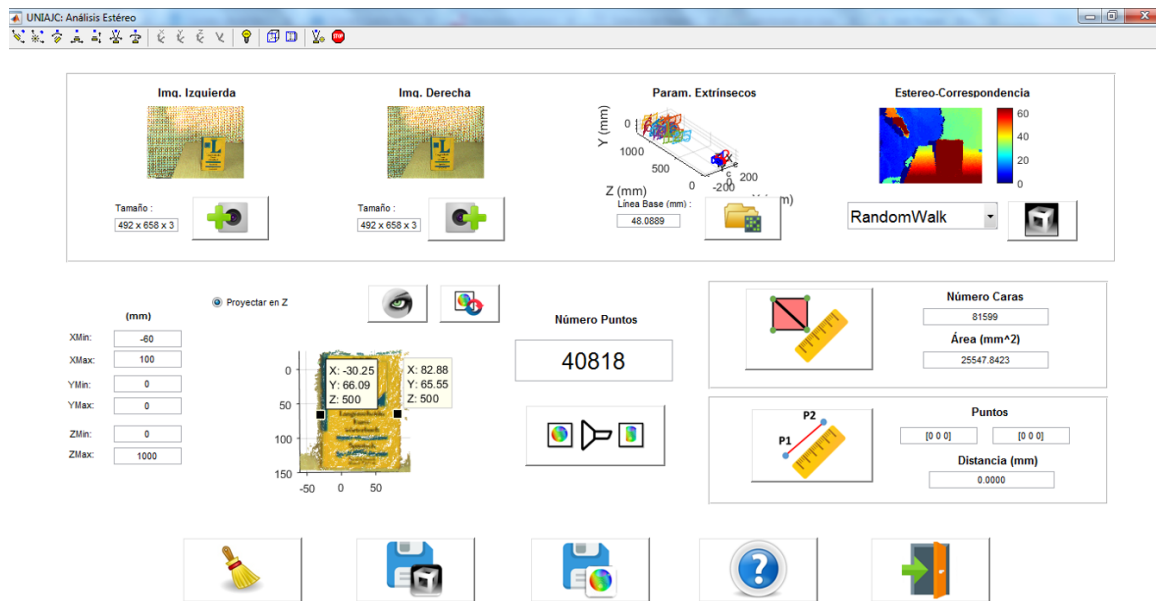 UNIAJC: Análisis Estéreo
Img. Izquierda
Img. Derecha
Param. Extrínsecos
Estereo-Correspondencia
L
L
Y (mm)
0
1000
500
0
-200
200
Z (mm)
60
40
20
0
Tamaño :
492 x 658 x 3
Tamaño :
492 x 658 x 3
Línea Base (mm) :
48.0889
RandomWalk
Proyectar en Z
(mm)
XMin:
-60
XMax:
100
YMin:
0
YMax:
0
ZMin:
0
ZMax:
1000
0
50
100
150
-50
0
50
X: -30.25
Y: 66.09
Z: 500
X: 82.88
Y: 65.55
Z: 500
Número Puntos
40818
Número Caras
81599
Área (mm^2)
25547.8423
P1
P2
Puntos
[0 0 0]
[0 0 0]
Distancia (mm)
0.0000
?